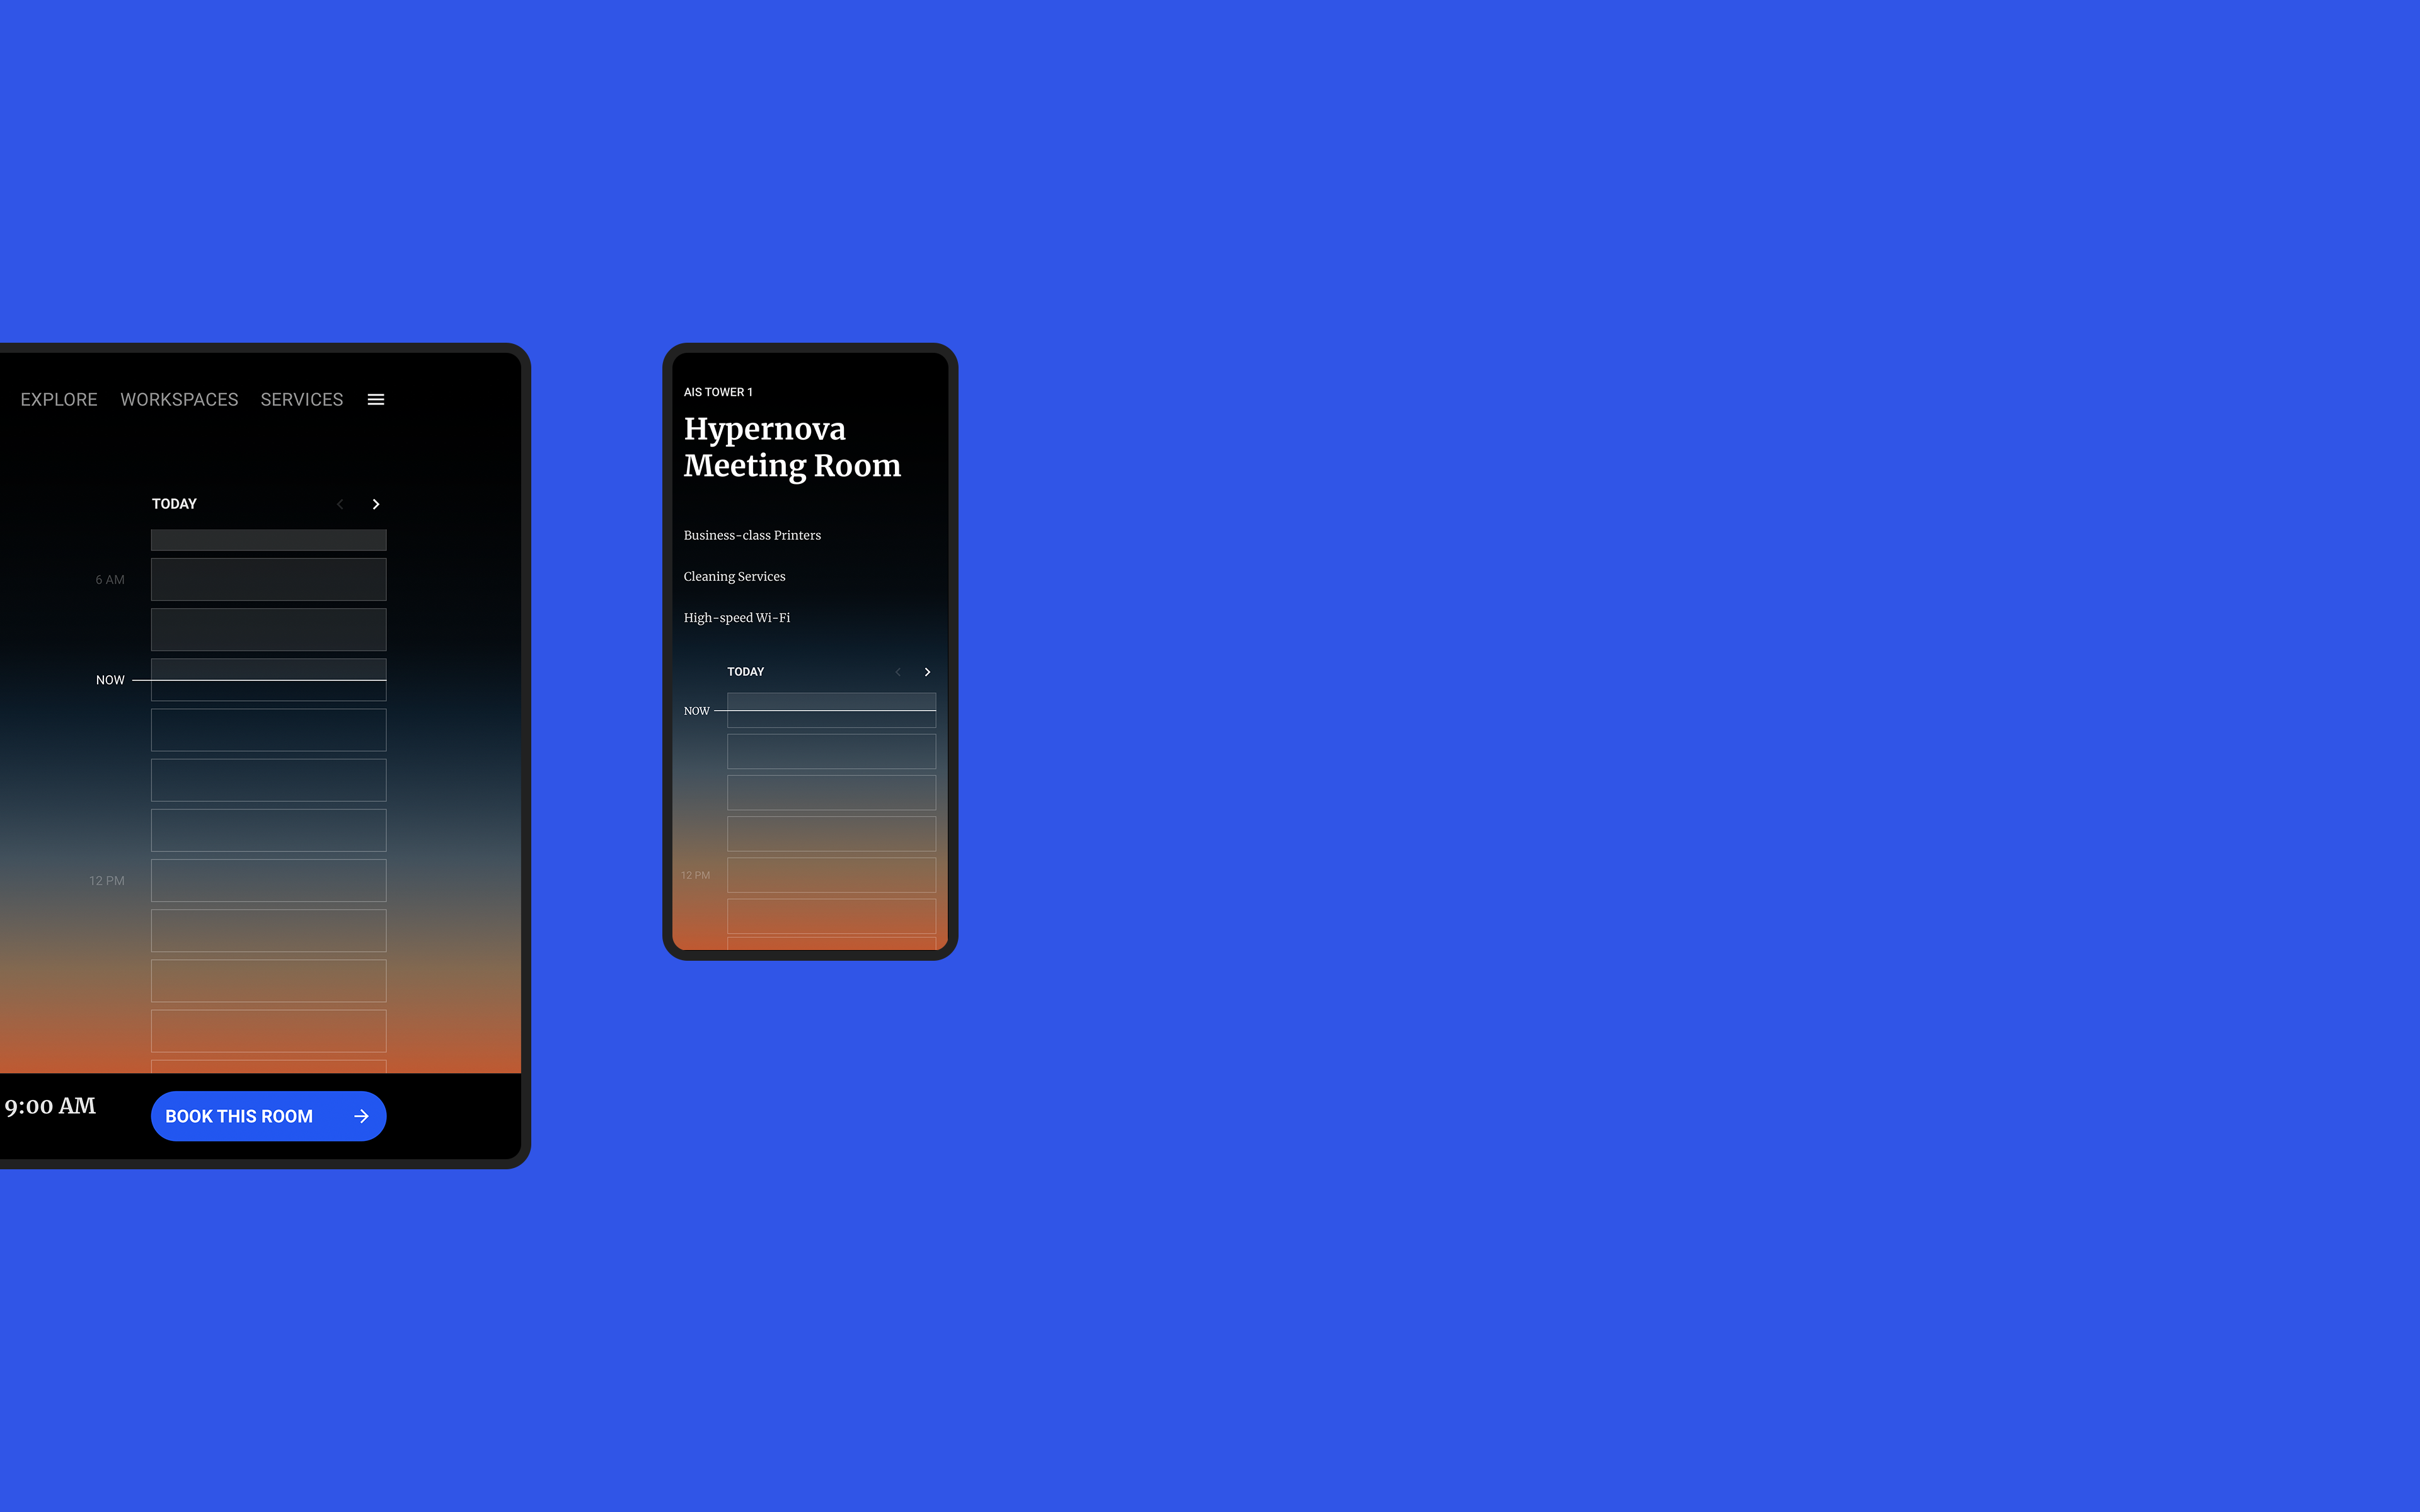 EXPLORE WORKSPACES SERVICES
TODAY
6 AM
NOW
12 PM
9:00 AM
BOOK THIS ROOM
AIS TOWER 1
Hypernova
Meeting Room
Business-class Printers
Cleaning Services
High-speed Wi-Fi
TODAY
NOW
12 PM